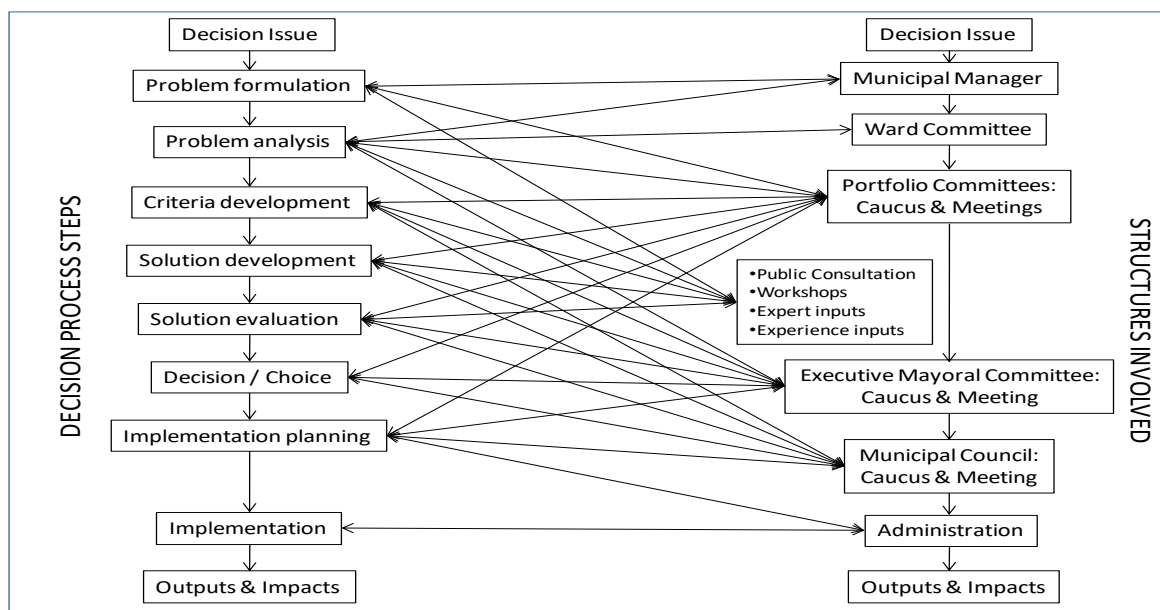 DECISION PROCESS STEPS
Decision Issue
Problem formulation
Problem analysis
Criteria development
Solution development
Solution evaluation
Decision / Choice
Implementation planning
Implementation
Outputs & Impacts
•Public Consultation
•Workshops
•Expert inputs
•Experience inputs
Decision Issue
Municipal Manager
Ward Committee
Portfolio Committees:
Caucus & Meetings
Executive Mayoral Committee:
Caucus & Meeting
Municipal Council:
Caucus & Meeting
Administration
Outputs & Impacts
STRUCTURES INVOLVED